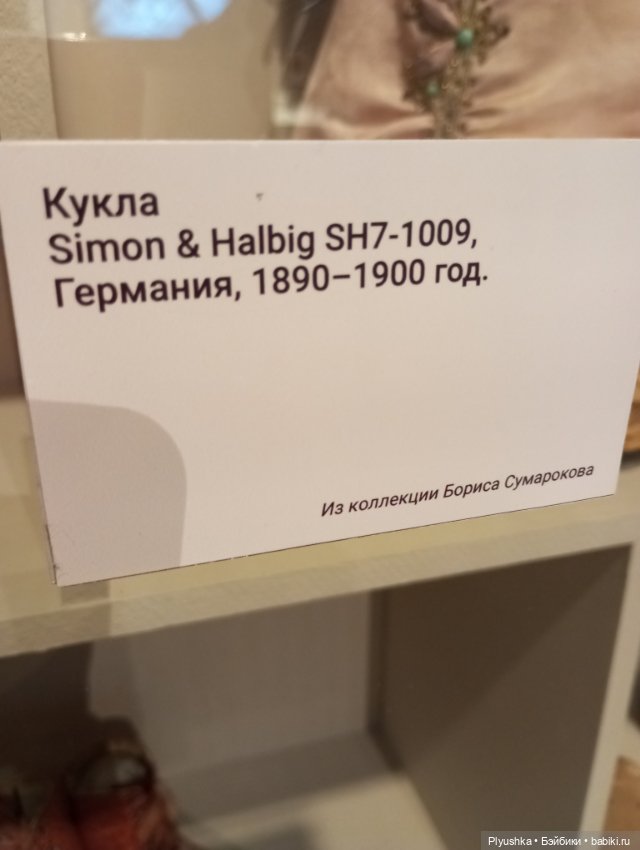 Кукла
Simon & Halbig SH7-1009,
Германия, 1890–1900 год.
Из коллекции Бориса Сумарокова
Plyushka • Бэйбики • babiki.ru